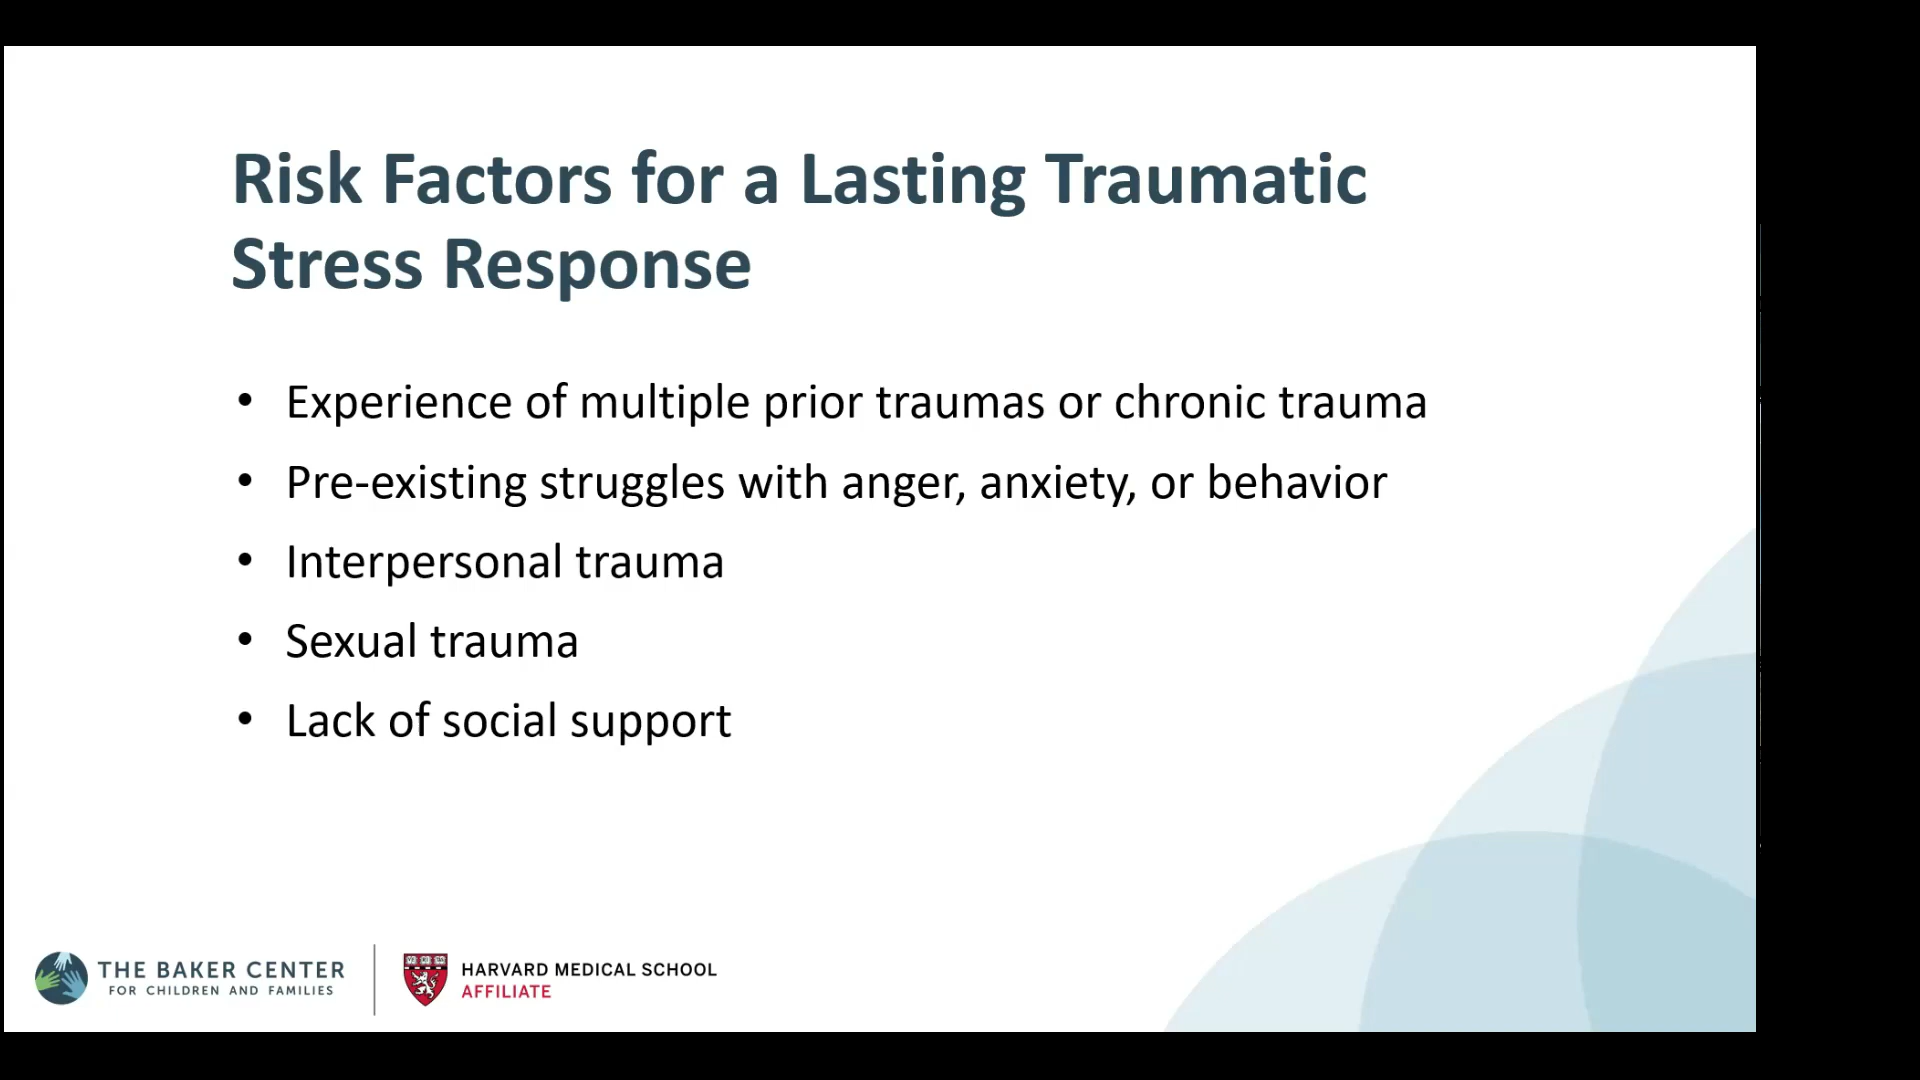 Risk Factors for a Lasting Traumatic
Stress Response
• Experience of multiple prior traumas or chronic trauma
• Pre-existing struggles with anger, anxiety, or behavior
• Interpersonal trauma
• Sexual trauma
• Lack of social support
THE BAKER CENTER
FOR CHILDREN AND FAMILIES
HARVARD MEDICAL SCHOOL
AFFILIATE